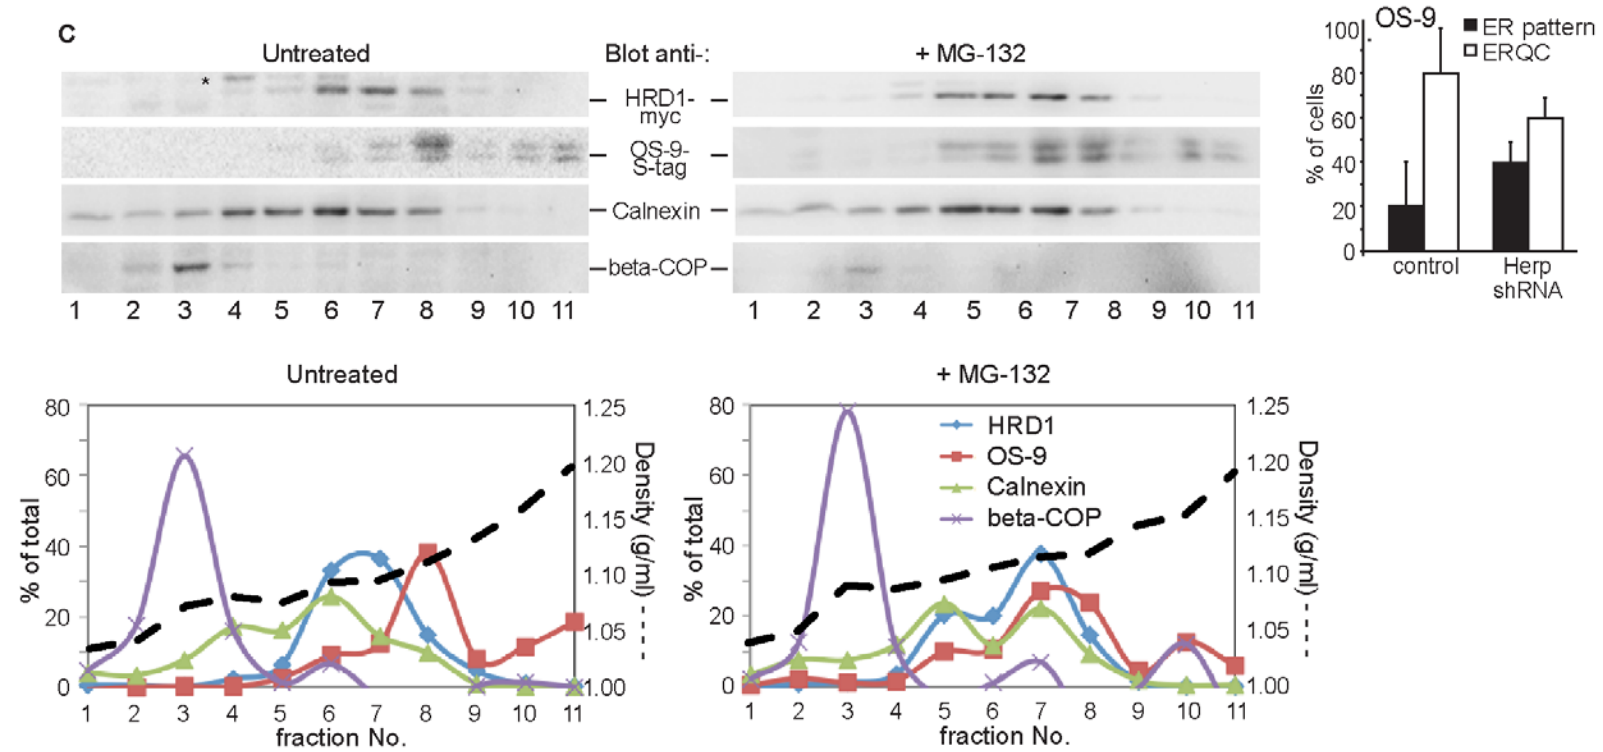 C
Untreated
Blot anti-:
+ MG-132
*
HRD1-
myc
OS-9-
S-tag
Calnexin
beta-COP
1 2 3 4 5 6 7 8 9 10 11
1 2 3 4 5 6 7 8 9 10 11
OS-9
ER pattern
ERQC
% of cells
100
80
60
40
20
0
control
Herp
shRNA
Untreated
% of total
80
60
40
20
0
1.25
1.20
1.15
1.10
1.05
1.00
Density (g/ml)
1 2 3 4 5 6 7 8 9 10 11
fraction No.
+ MG-132
HRD1
OS-9
Calnexin
beta-COP
% of total
80
60
40
20
0
1.25
1.20
1.15
1.10
1.05
1.00
Density (g/ml)
1 2 3 4 5 6 7 8 9 10 11
fraction No.